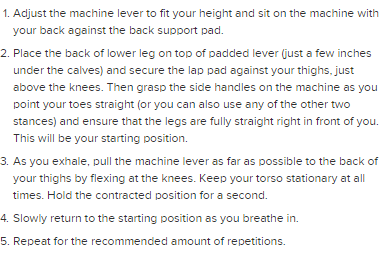 1. Adjust the machine lever to fit your height and sit on the machine with
your back against the back support pad.
2. Place the back of lower leg on top of padded lever (just a few inches
under the calves) and secure the lap pad against your thighs, just
above the knees. Then grasp the side handles on the machine as you
point your toes straight (or you can also use any of the other two
stances) and ensure that the legs are fully straight right in front of you.
This will be your starting position.
3. As you exhale, pull the machine lever as far as possible to the back of
your thighs by flexing at the knees. Keep your torso stationary at all
times. Hold the contracted position for a second.
4. Slowly return to the starting position as you breathe in.
5. Repeat for the recommended amount of repetitions.